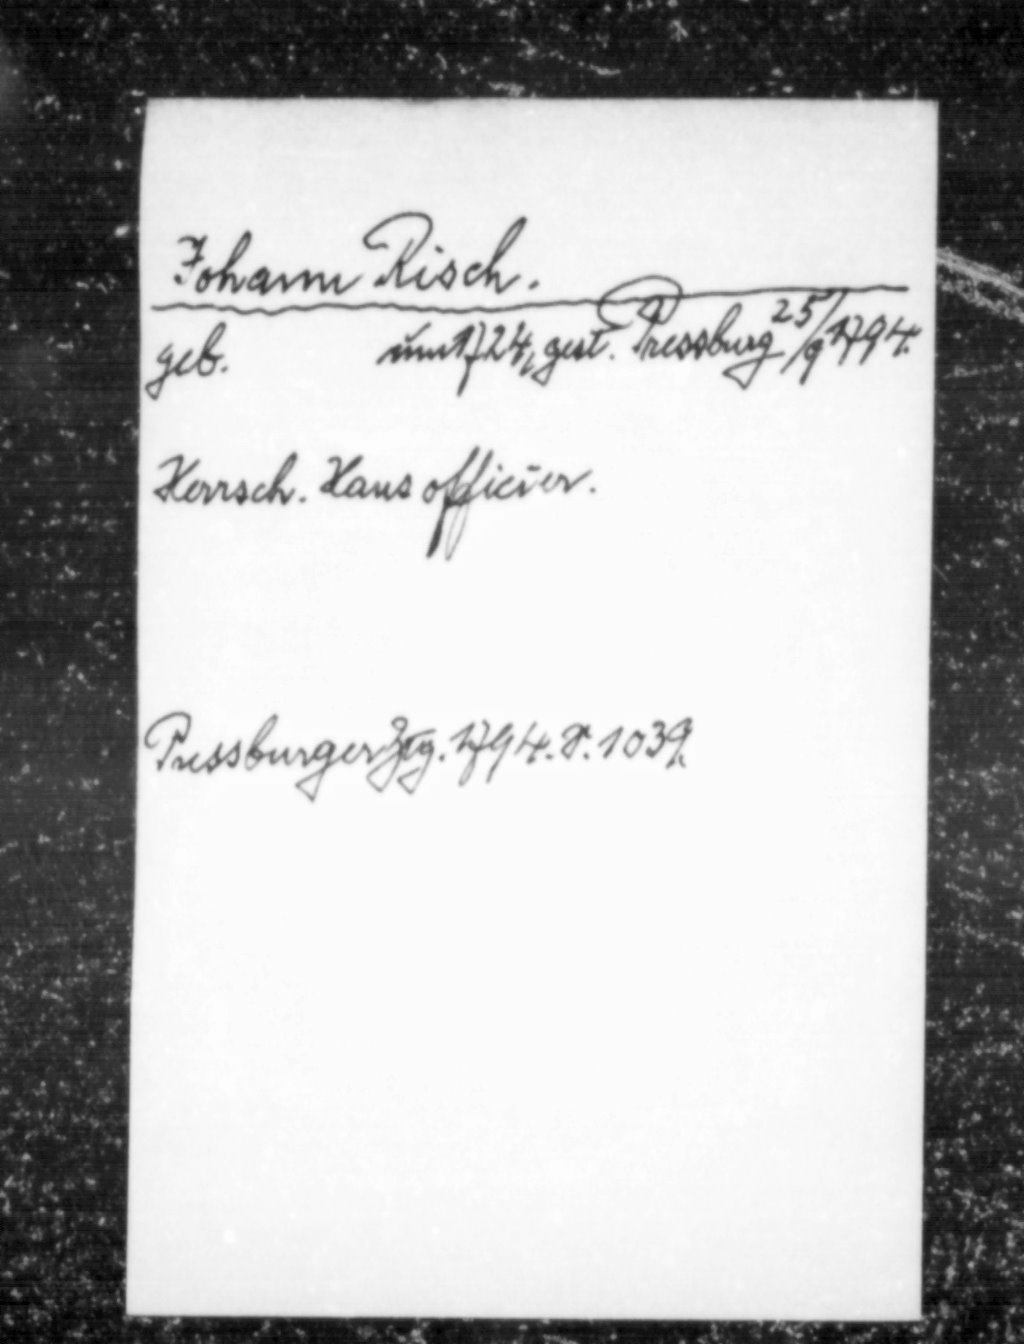 Johann Risch.
geb. um 1724, gest. Pressburg 25/9 1794.
Herrsch. Hausofficier.
Pressburger Ztg. 1794. S. 1039.